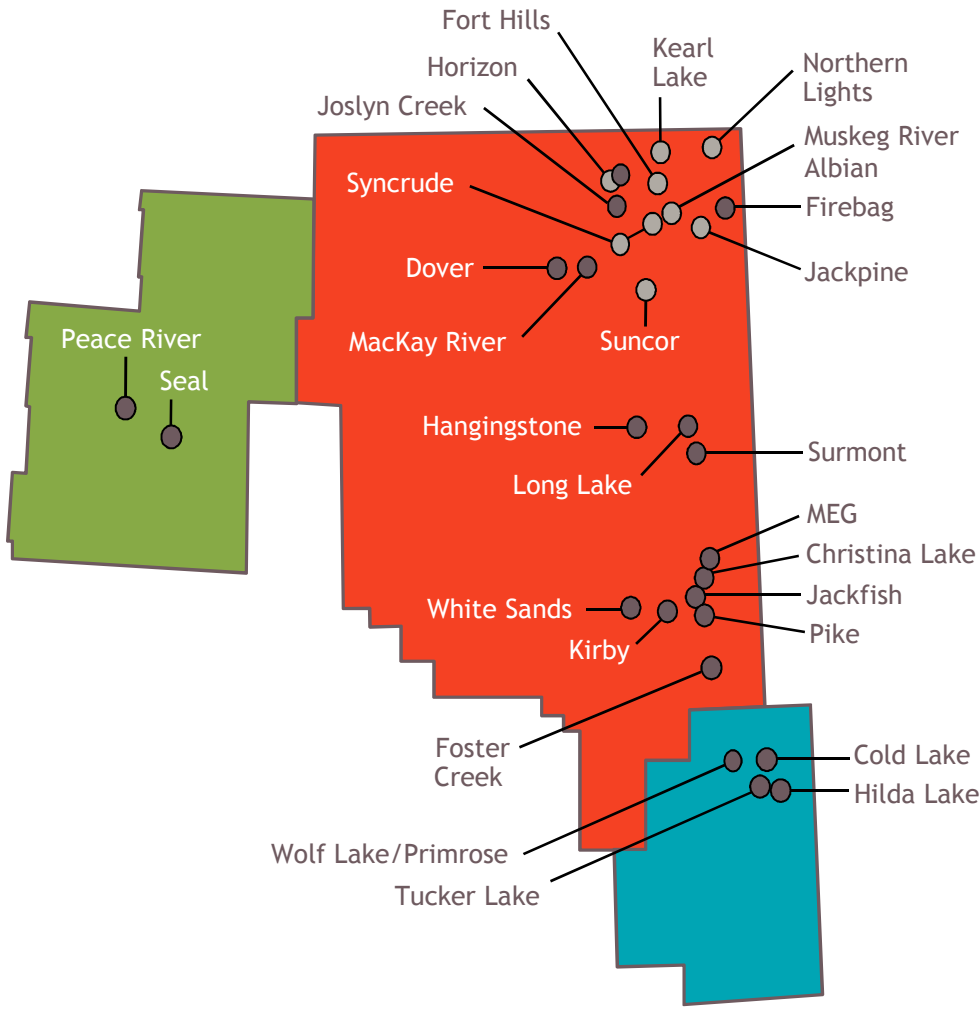 Fort Hills
Kearl
Lake
Horizon
Northern
Lights
Joslyn Creek
Muskeg River
Albian
Syncrude
Firebag
Dover
Jackpine
MacKay River
Suncor
Peace River
Seal
Hangingstone
Surmont
Long Lake
MEG
Christina Lake
Jackfish
White Sands
Pike
Kirby
Foster
Creek
Cold Lake
Hilda Lake
Wolf Lake/Primrose
Tucker Lake